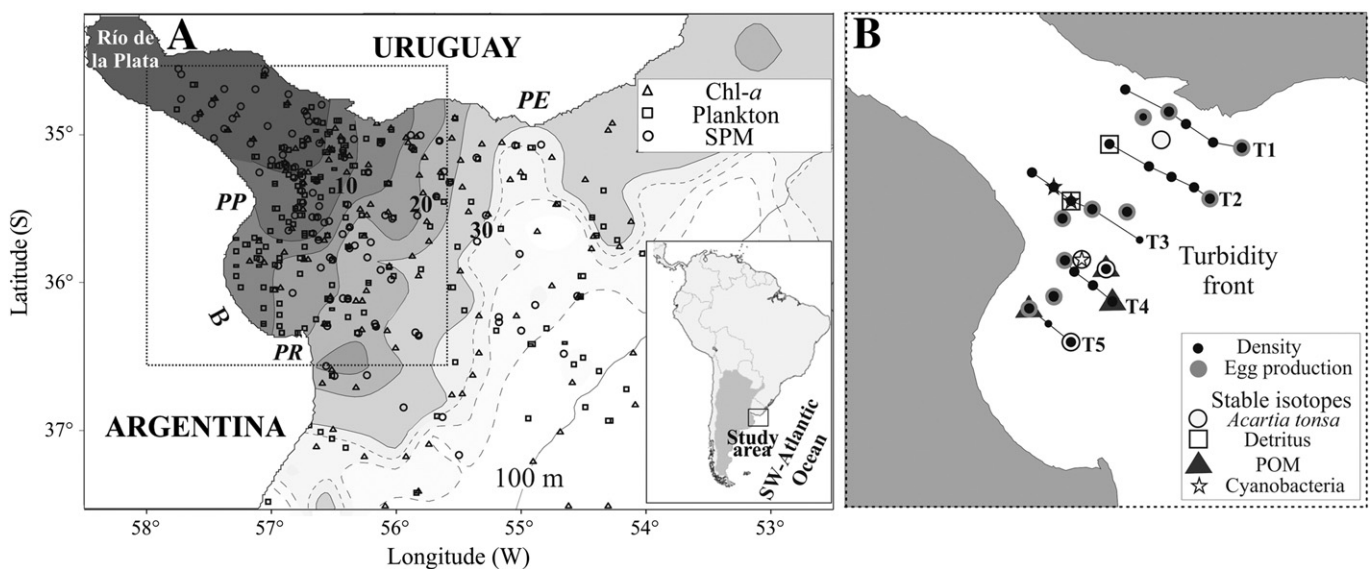 A
Río de
la Plata
URUGUAY
PE
Chl-a
Plankton
SPM
35°
10
PP
20
30
Latitude (S)
36°
B
PR
37°
ARGENTINA
100 m
Study
area
SW-Atlantic
Ocean
58°
57°
56°
55°
54°
53°
Longitude (W)
B
T1
T2
T3
Turbidity
front
T4
T5
Density
Egg production
Stable isotopes
Acartia tonsa
Detritus
POM
Cyanobacteria